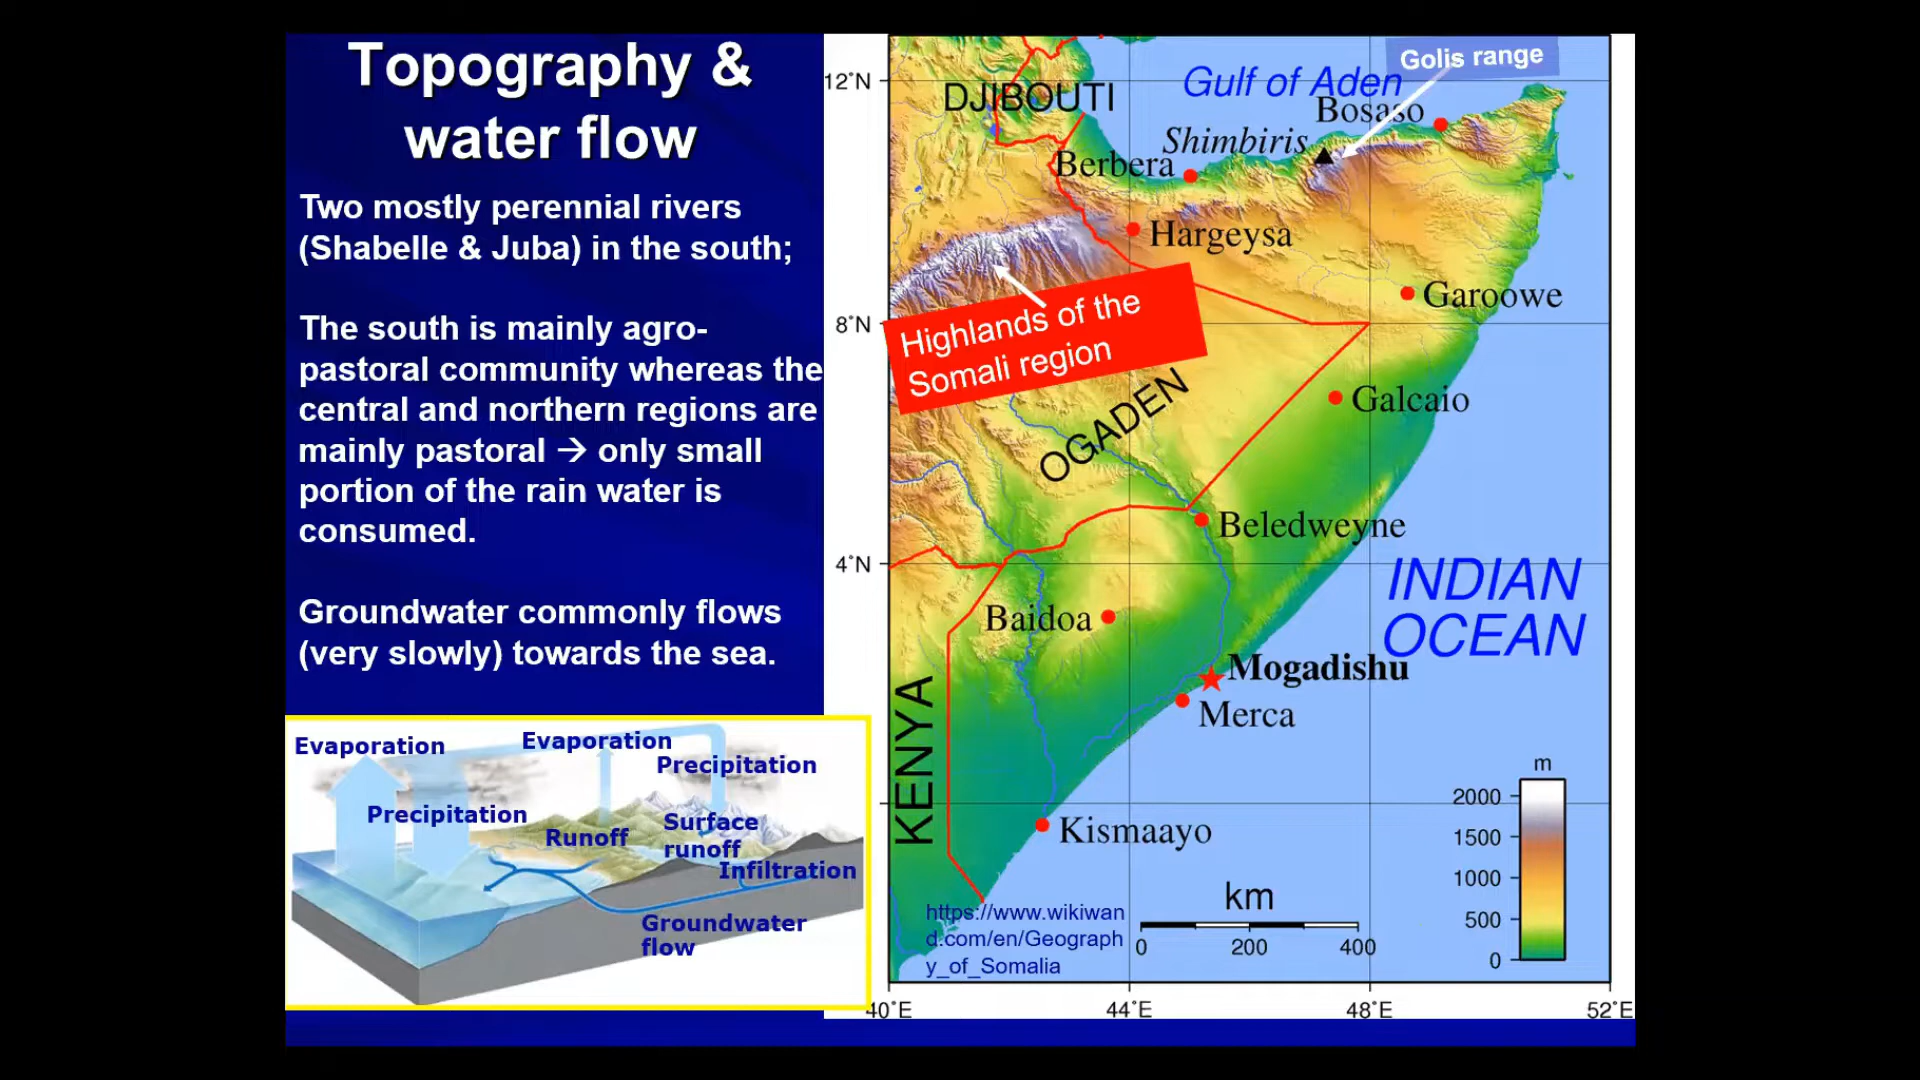 Topography &
water flow
Two mostly perennial rivers
(Shabelle & Juba) in the south;
The south is mainly agro-
pastoral community whereas the
central and northern regions are
mainly pastoral → only small
portion of the rain water is
consumed.
Groundwater commonly flows
(very slowly) towards the sea.
Evaporation
Evaporation
Precipitation
Precipitation
Runoff
Surface
runoff
Infiltration
Groundwater
flow
Golis range
12°N
Gulf of Aden
DJIBOUTI
Bosaso
Shimbiris
Berbera
Hargeysa
Garoowe
8°N
Highlands of the
Somali region
OGADEN
Galcaio
Beledweyne
4°N
INDIAN
OCEAN
Baidoa
Mogadishu
Merca
KENYA
Kismaayo
m
2000
1500
1000
500
0
km
0 200 400
https://www.wikiwan
d.com/en/Geograph
y_of_Somalia
40°E 44°E 48°E 52°E